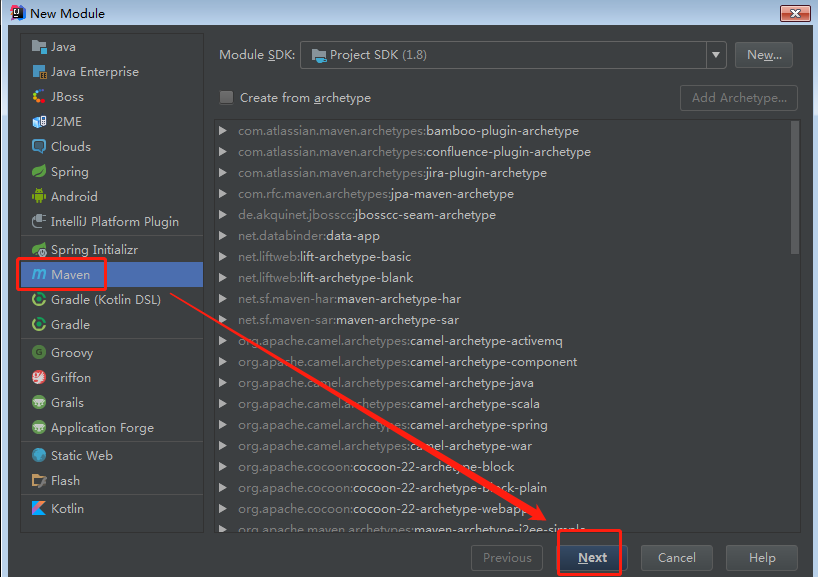 New Module
Java
Java Enterprise
JBoss
J2ME
Clouds
Spring
Android
IntelliJ Platform Plugin
Spring Initializr
Maven
Gradle (Kotlin DSL)
Gradle
Groovy
Griffon
Grails
Application Forge
Static Web
Flash
Kotlin
Module SDK: Project SDK (1.8) New...
Create from archetype Add Archetype...
com.atlassian.maven.archetypes:bamboo-plugin-archetype
com.atlassian.maven.archetypes:confluence-plugin-archetype
com.atlassian.maven.archetypes:jira-plugin-archetype
com.rfc.maven.archetypes:jpa-maven-archetype
de.akquinet.jbosscc:jbosscc-seam-archetype
net.databinder:data-app
net.liftweb:lift-archetype-basic
net.liftweb:lift-archetype-blank
net.sf.maven-har:maven-archetype-har
net.sf.maven-sar:maven-archetype-sar
org.apache.camel.archetypes:camel-archetype-activemq
org.apache.camel.archetypes:camel-archetype-component
org.apache.camel.archetypes:camel-archetype-java
org.apache.camel.archetypes:camel-archetype-scala
org.apache.camel.archetypes:camel-archetype-spring
org.apache.camel.archetypes:camel-archetype-war
org.apache.cocoon:cocoon-22-archetype-block
org.apache.cocoon:cocoon-22-archetype-block-plain
org.apache.cocoon:cocoon-22-archetype-webapp
org.apache.maven.archetypes:maven-archetype-j2ee-simple
Previous Next Cancel Help